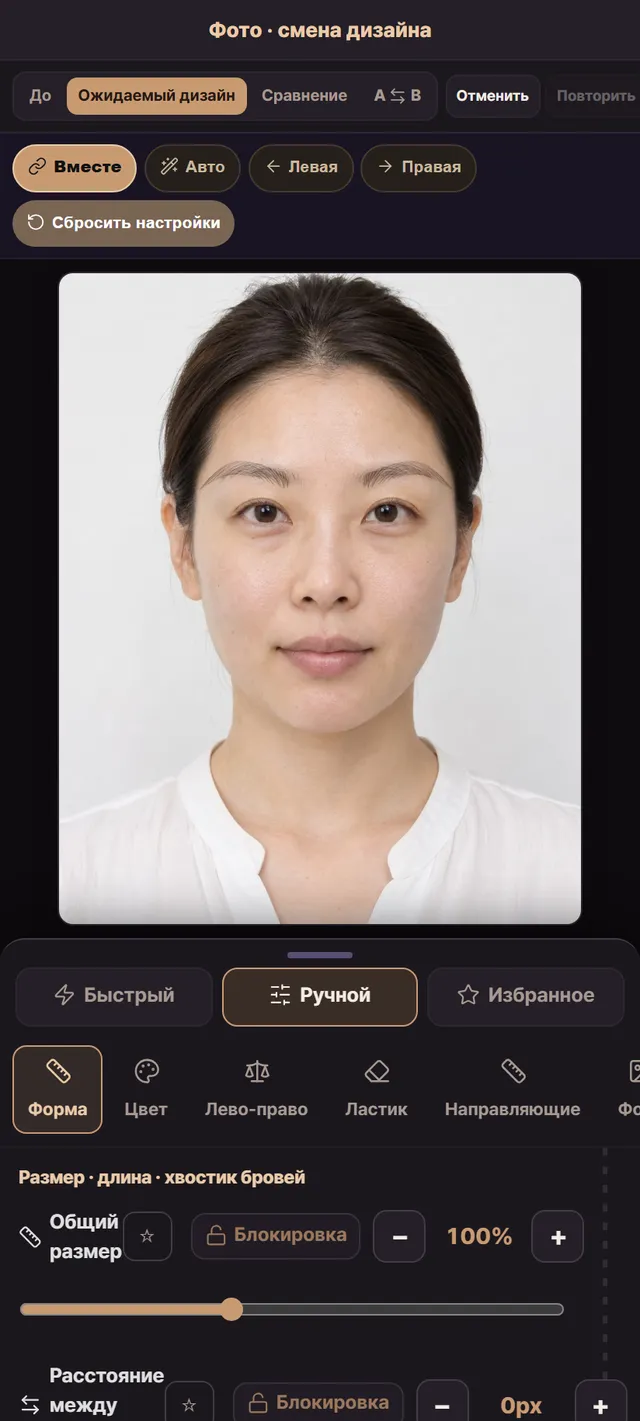 Фото · смена дизайна
До
Ожидаемый дизайн
Сравнение
A ⇆ B
Отменить
Повторить
Вместе
Авто
← Левая
→ Правая
Сбросить настройки
Быстрый
Ручной
Избранное
Форма
Цвет
Лево-право
Ластик
Направляющие
Фо
Размер · длина · хвостик бровей
Общий
размер
Блокировка
−
100%
+
Расстояние
между
Блокировка
−
0px
+